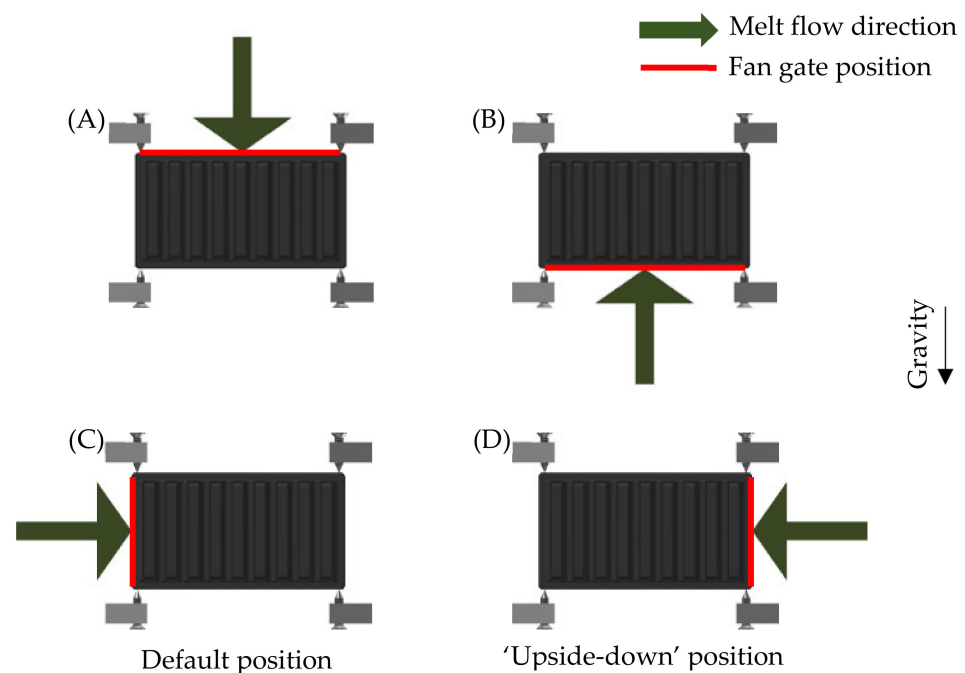 Melt flow direction
Fan gate position
(A)
(B)
Gravity
(C)
(D)
Default position
‘Upside-down’ position